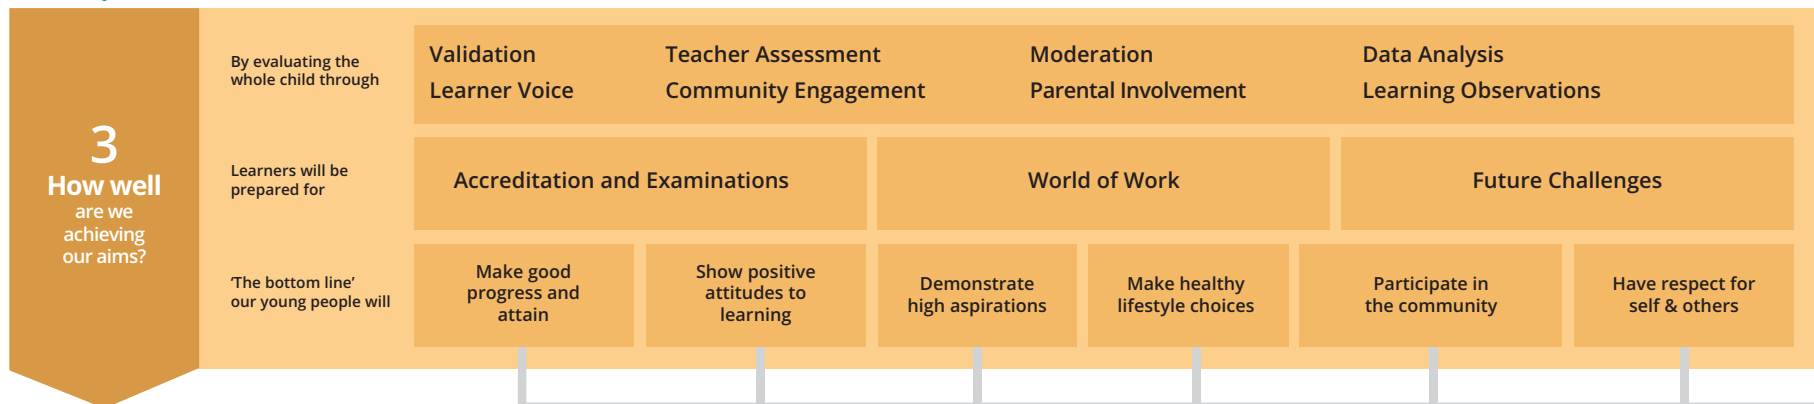 3
How well
are we
achieving
our aims?
By evaluating the
whole child through
Validation
Teacher Assessment
Moderation
Data Analysis
Learner Voice
Community Engagement
Parental Involvement
Learning Observations
Learners will be
prepared for
Accreditation and Examinations
World of Work
Future Challenges
‘The bottom line’
our young people will
Make good
progress and
attain
Show positive
attitudes to
learning
Demonstrate
high aspirations
Make healthy
lifestyle choices
Participate in
the community
Have respect for
self & others